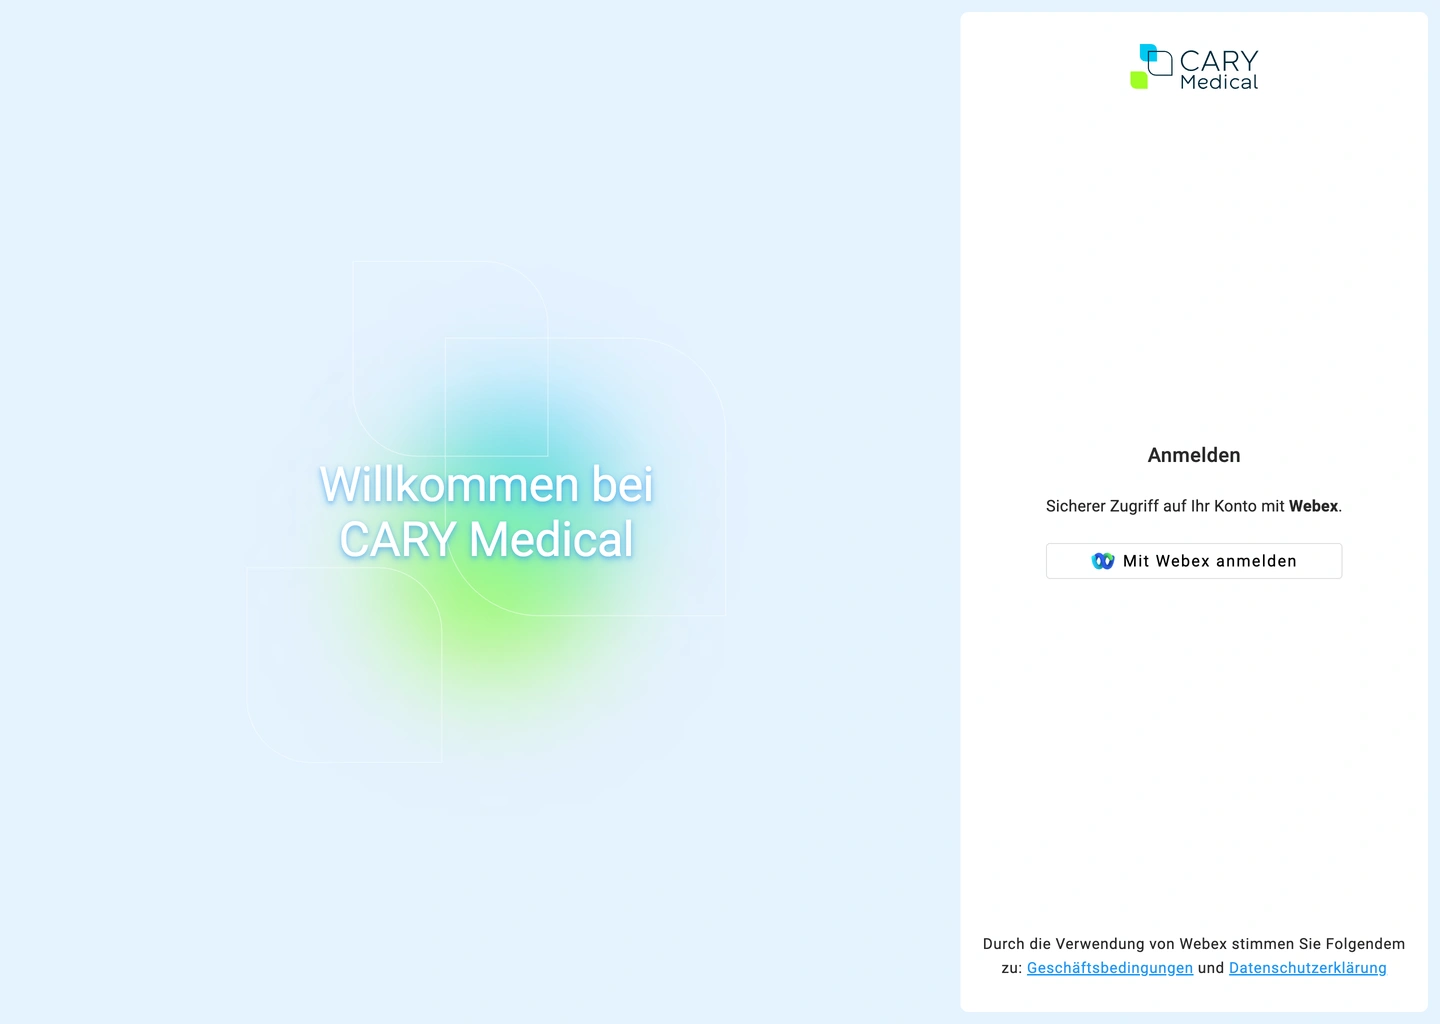 Willkommen bei
CARY Medical
CARY
Medical
Anmelden
Sicherer Zugriff auf Ihr Konto mit Webex.
Mit Webex anmelden
Durch die Verwendung von Webex stimmen Sie Folgendem
zu: Geschäftsbedingungen und Datenschutzerklärung